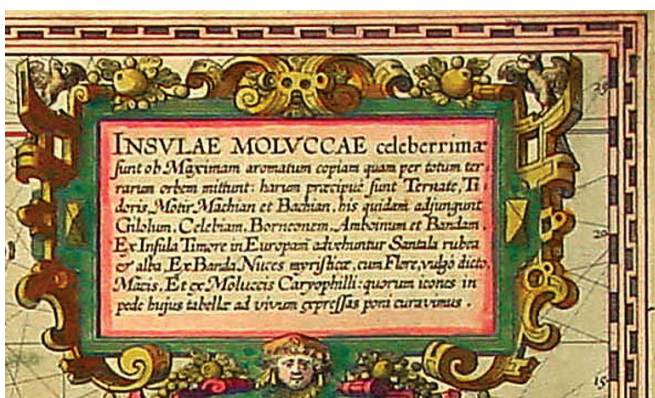 INSVLAE MOLVCCAE celeberrimæ
sunt ob Maximam aromatum copiam quam per totum ter
rarum orbem mittunt: harum præcipuè sunt Ternate, Ti
doris, Motir, Machian et Bachian, his quidam adjungunt
Gilolum, Celebiam, Borneonem, Amboinum et Bandam.
Ex Insula Timore in Europam advehuntur Santala rubea
& alba, Ex Banda Nuces myristicæ, cum Flore, vulgò dicto,
Macis, Et ex Moluccis Caryophilli: quorum icones in
pede hujus tabellæ ad vivum expressas poni curavimus.
25
20
15